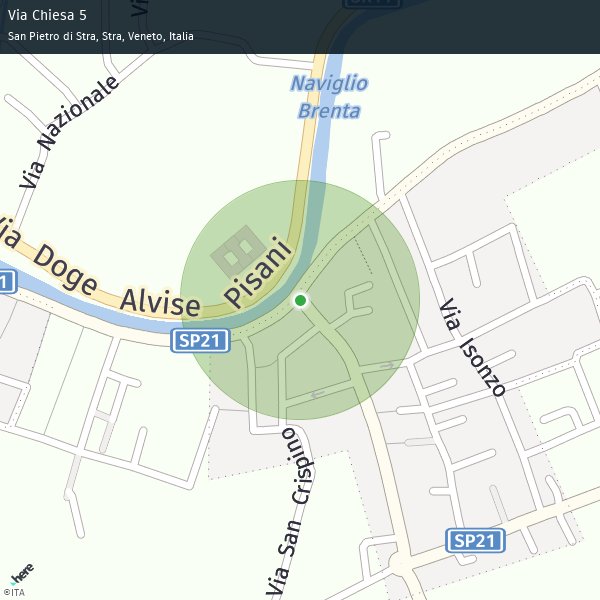 Via Chiesa 5
San Pietro di Stra, Stra, Veneto, Italia
Naviglio
Brenta
Via Nazionale
Via Doge Alvise Pisani
SP21
Via Isonzo
Via San Crispino
SP21
here
©ITA